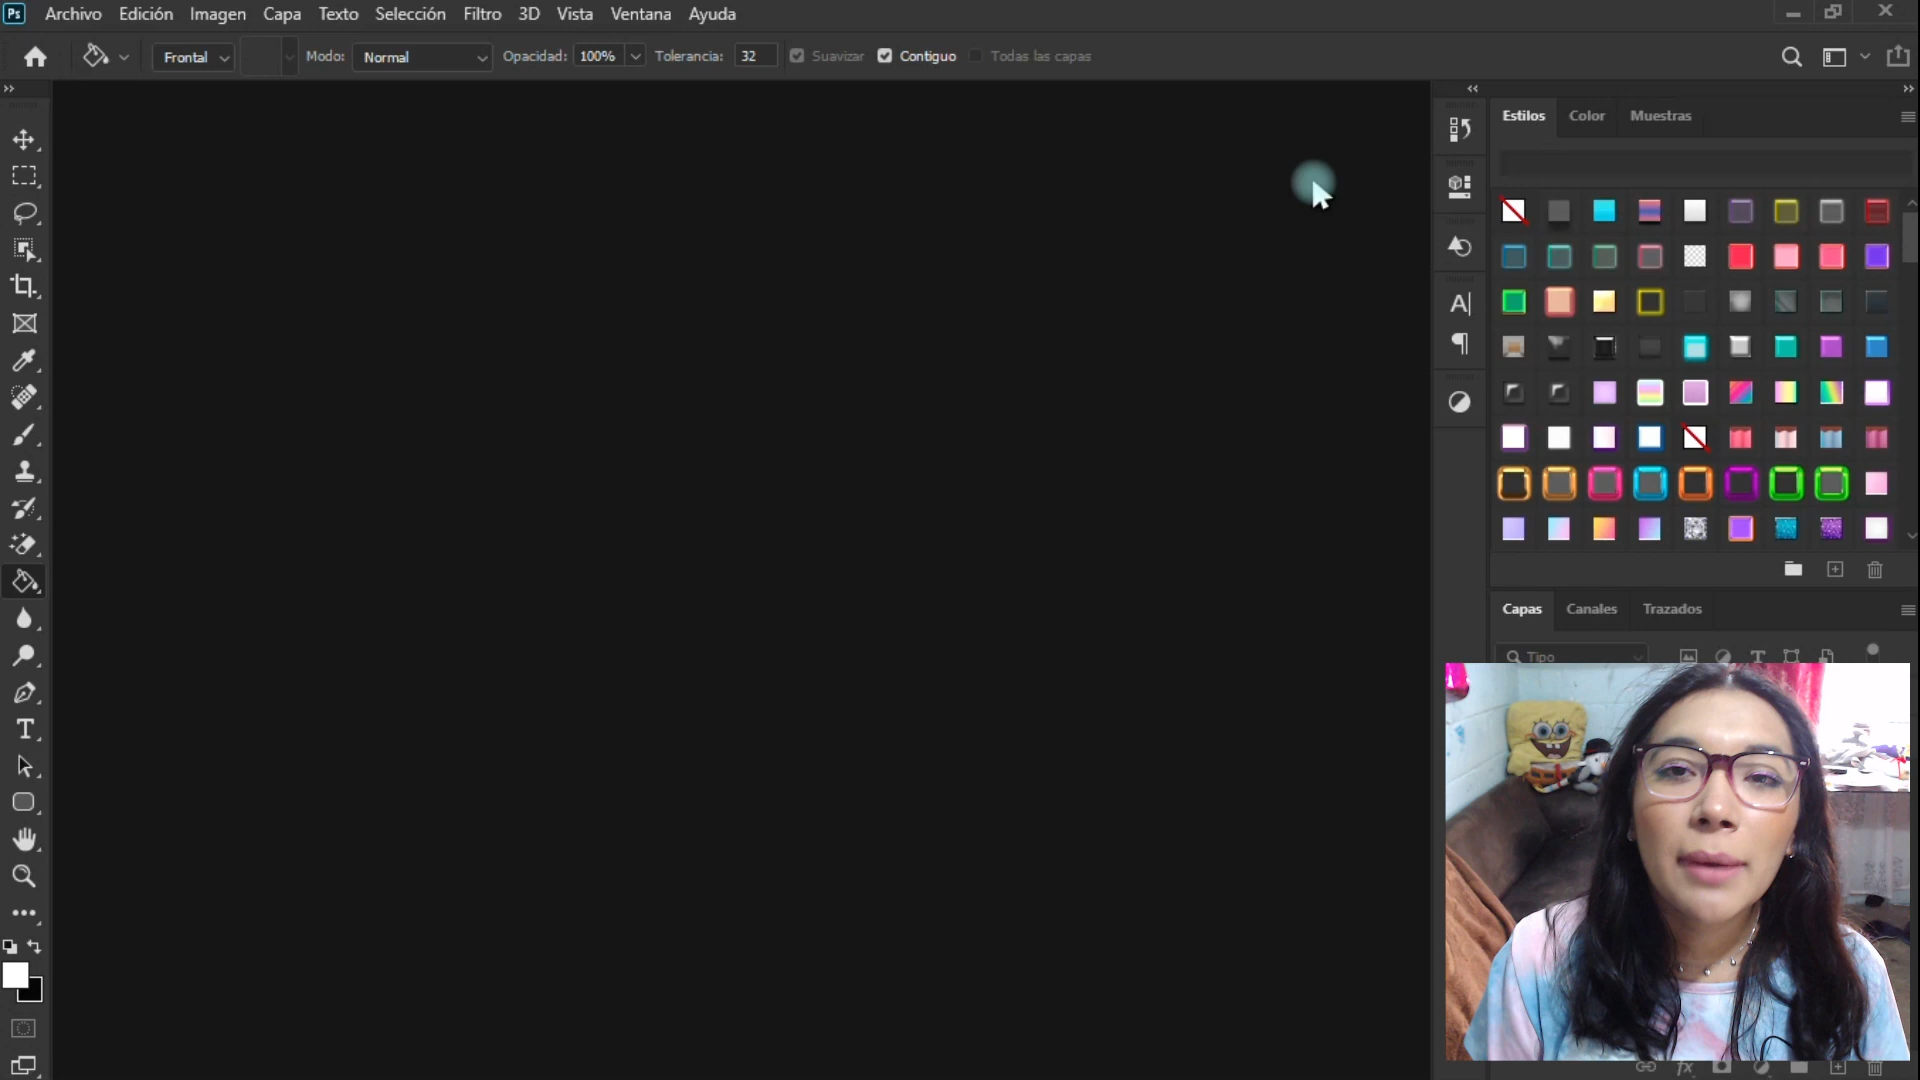 Ps Archivo Edición Imagen Capa Texto Selección Filtro 3D Vista Ventana Ayuda
Frontal Modo: Normal Opacidad: 100% Tolerancia: 32 Suavizar Contiguo Todas las capas
Estilos Color Muestras
Capas Canales Trazados
Tipo